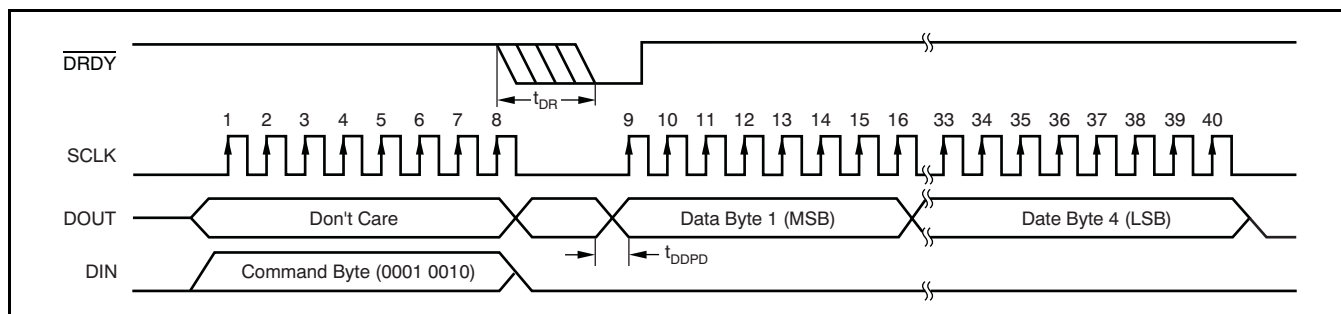 DRDY
tDR
1 2 3 4 5 6 7 8 9 10 11 12 13 14 15 16 33 34 35 36 37 38 39 40
SCLK
DOUT Don't Care Data Byte 1 (MSB) Date Byte 4 (LSB)
tDDPD
DIN Command Byte (0001 0010)